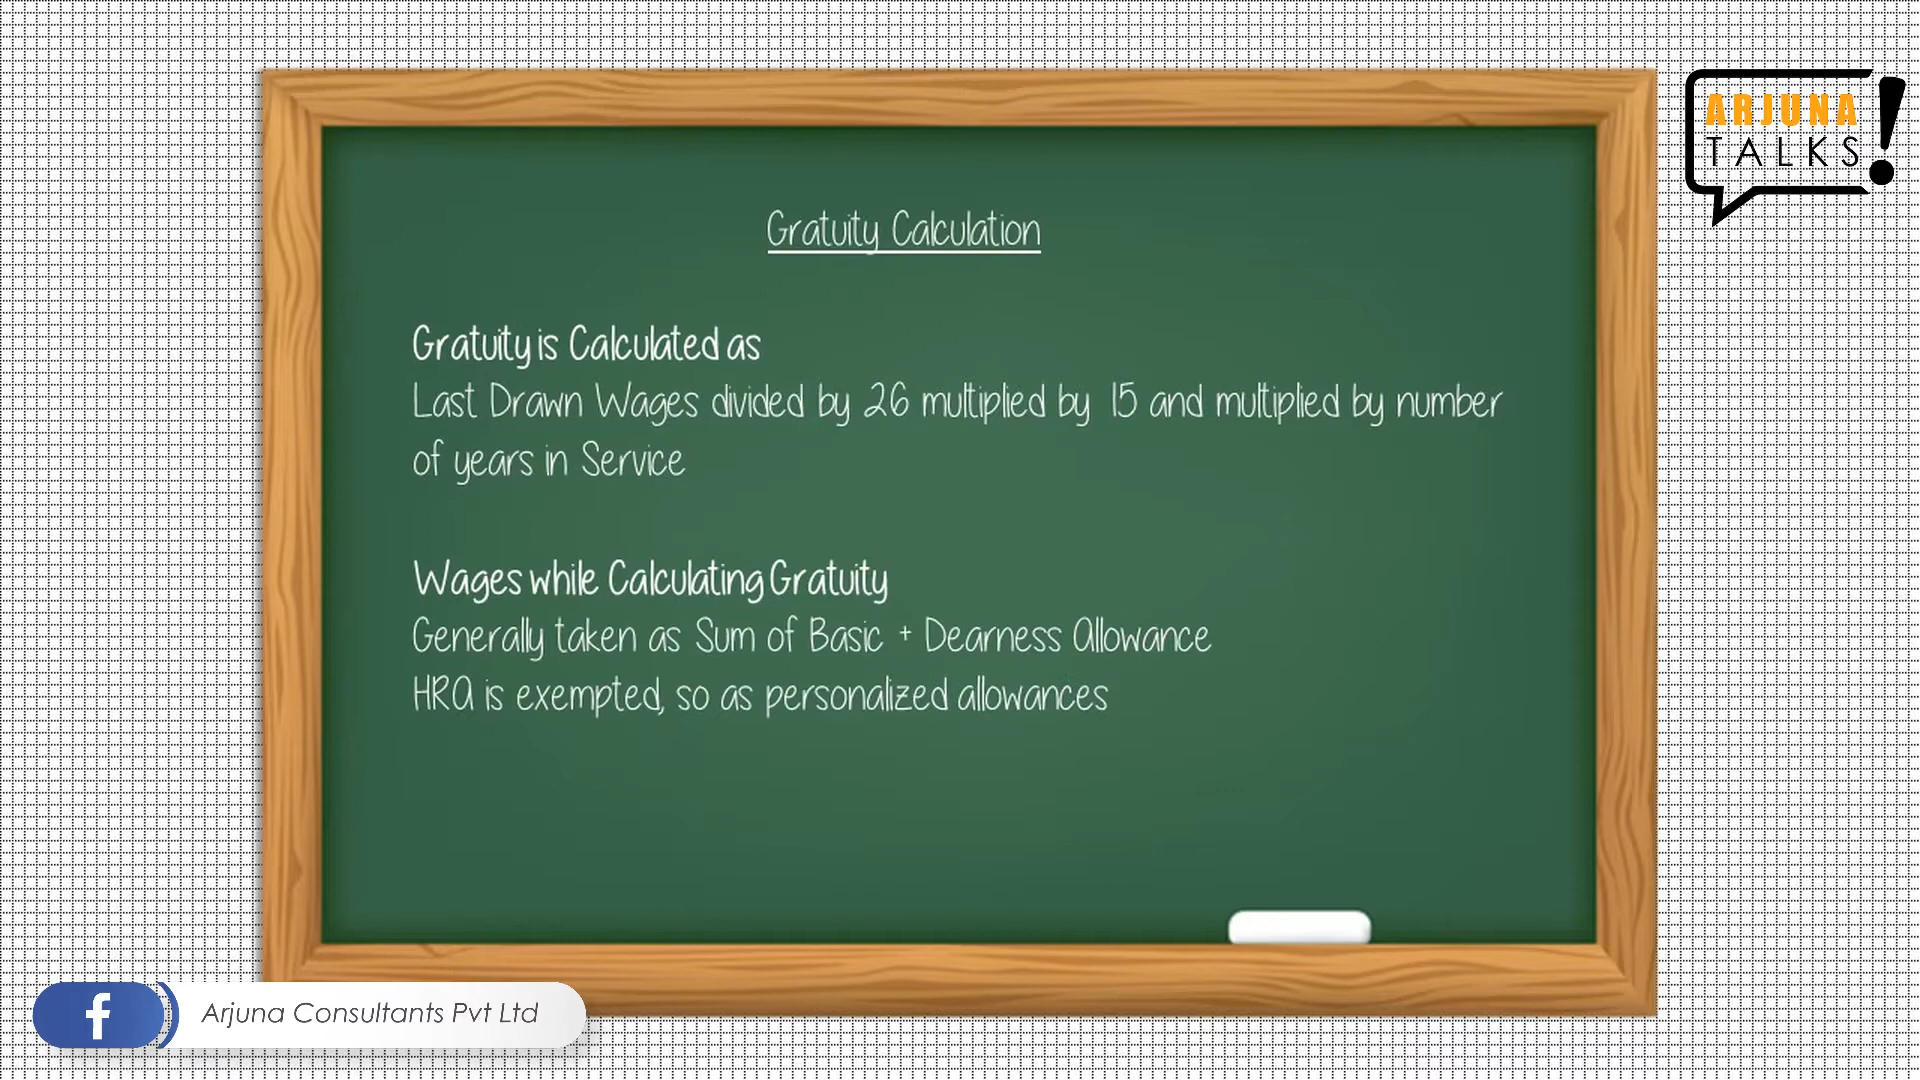 ARJUNA
TALKS
Gratuity Calculation
Gratuity is Calculated as
Last Drawn Wages divided by 26 multiplied by 15 and multiplied by number
of years in Service
Wages while Calculating Gratuity
Generally taken as Sum of Basic + Dearness Allowance
HRA is exempted, so as personalized allowances
f
Arjuna Consultants Pvt Ltd